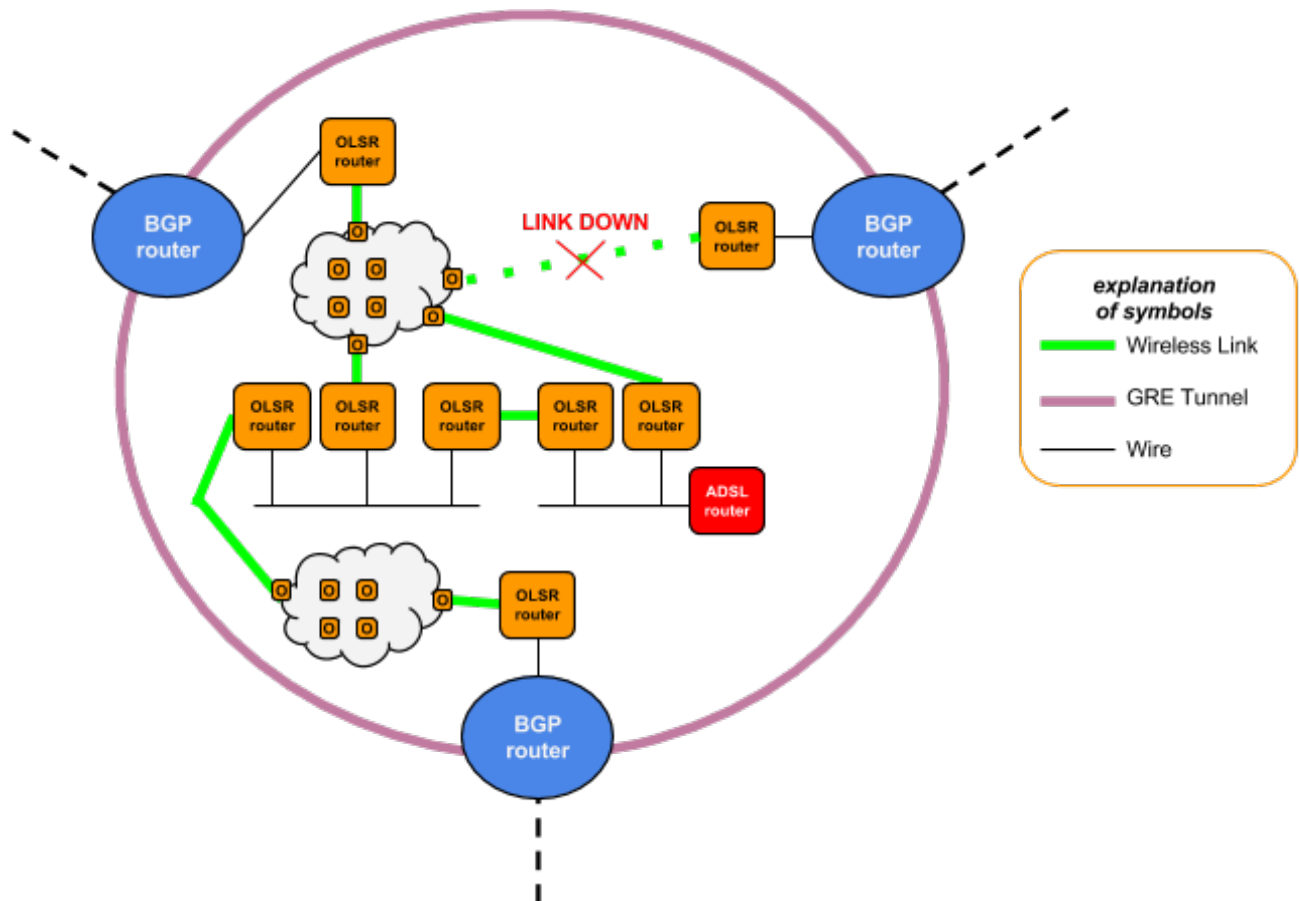 OLSR
router
BGP
router
LINK DOWN
OLSR
router
BGP
router
O
O
O
O
O
O
O
O
explanation
of symbols
Wireless Link
GRE Tunnel
Wire
OLSR
router
OLSR
router
OLSR
router
OLSR
router
OLSR
router
ADSL
router
O
O
O
O
O
O
OLSR
router
BGP
router